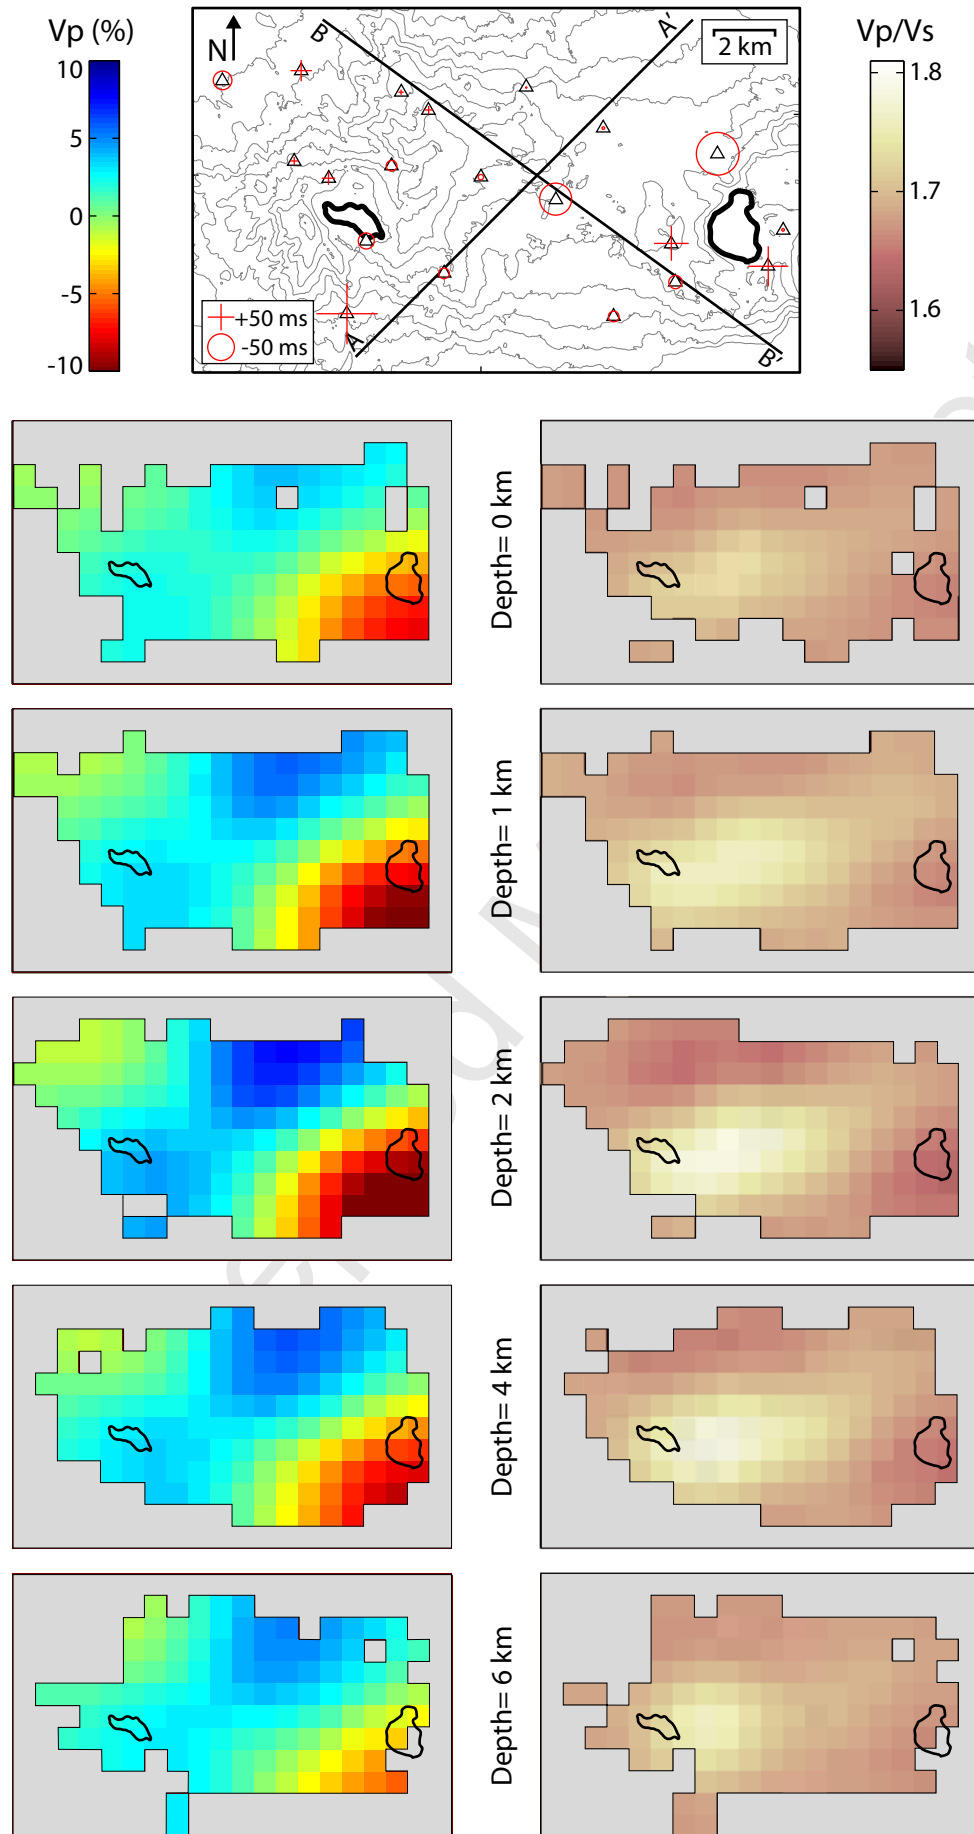 Vp (%)
10
5
0
-5
-10
N
B
A'
2 km
A
B'
+50 ms
-50 ms
Vp/Vs
1.8
1.7
1.6
Depth= 0 km
Depth= 1 km
Depth= 2 km
Depth= 4 km
Depth= 6 km